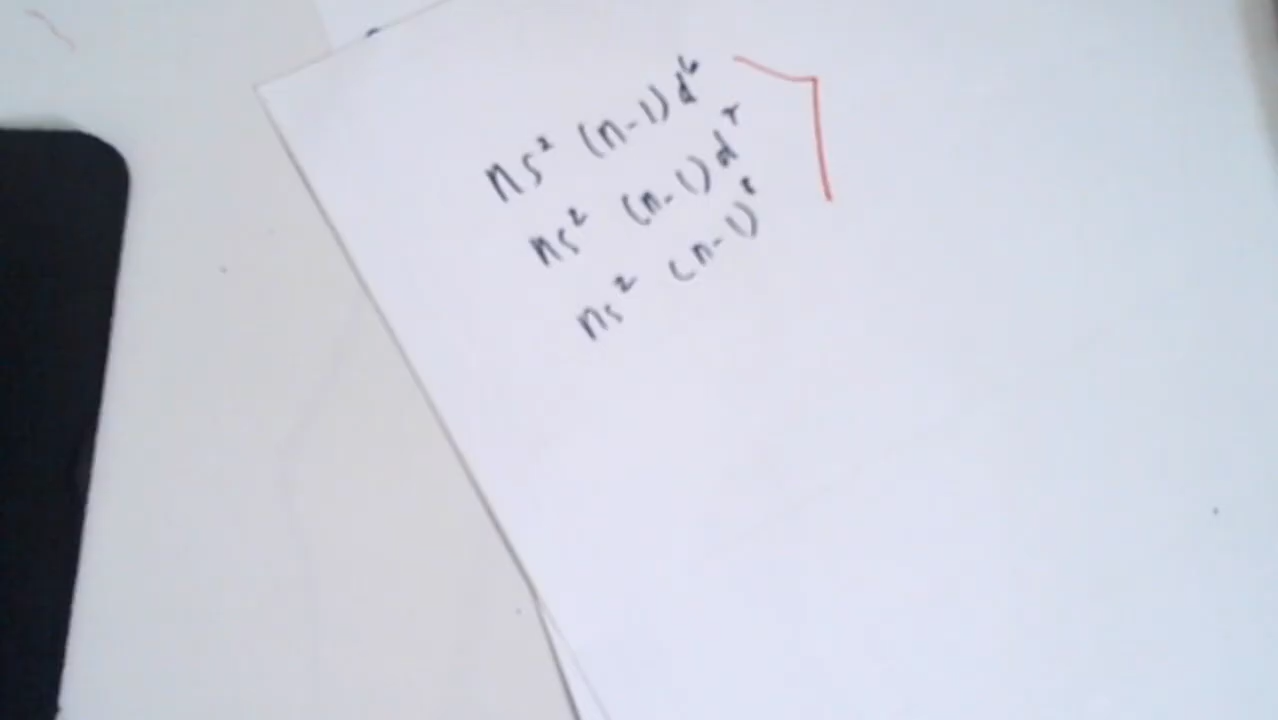 ns² (n-1)d⁶
ns² (n-1)d⁷
ns² (n-1)⁸